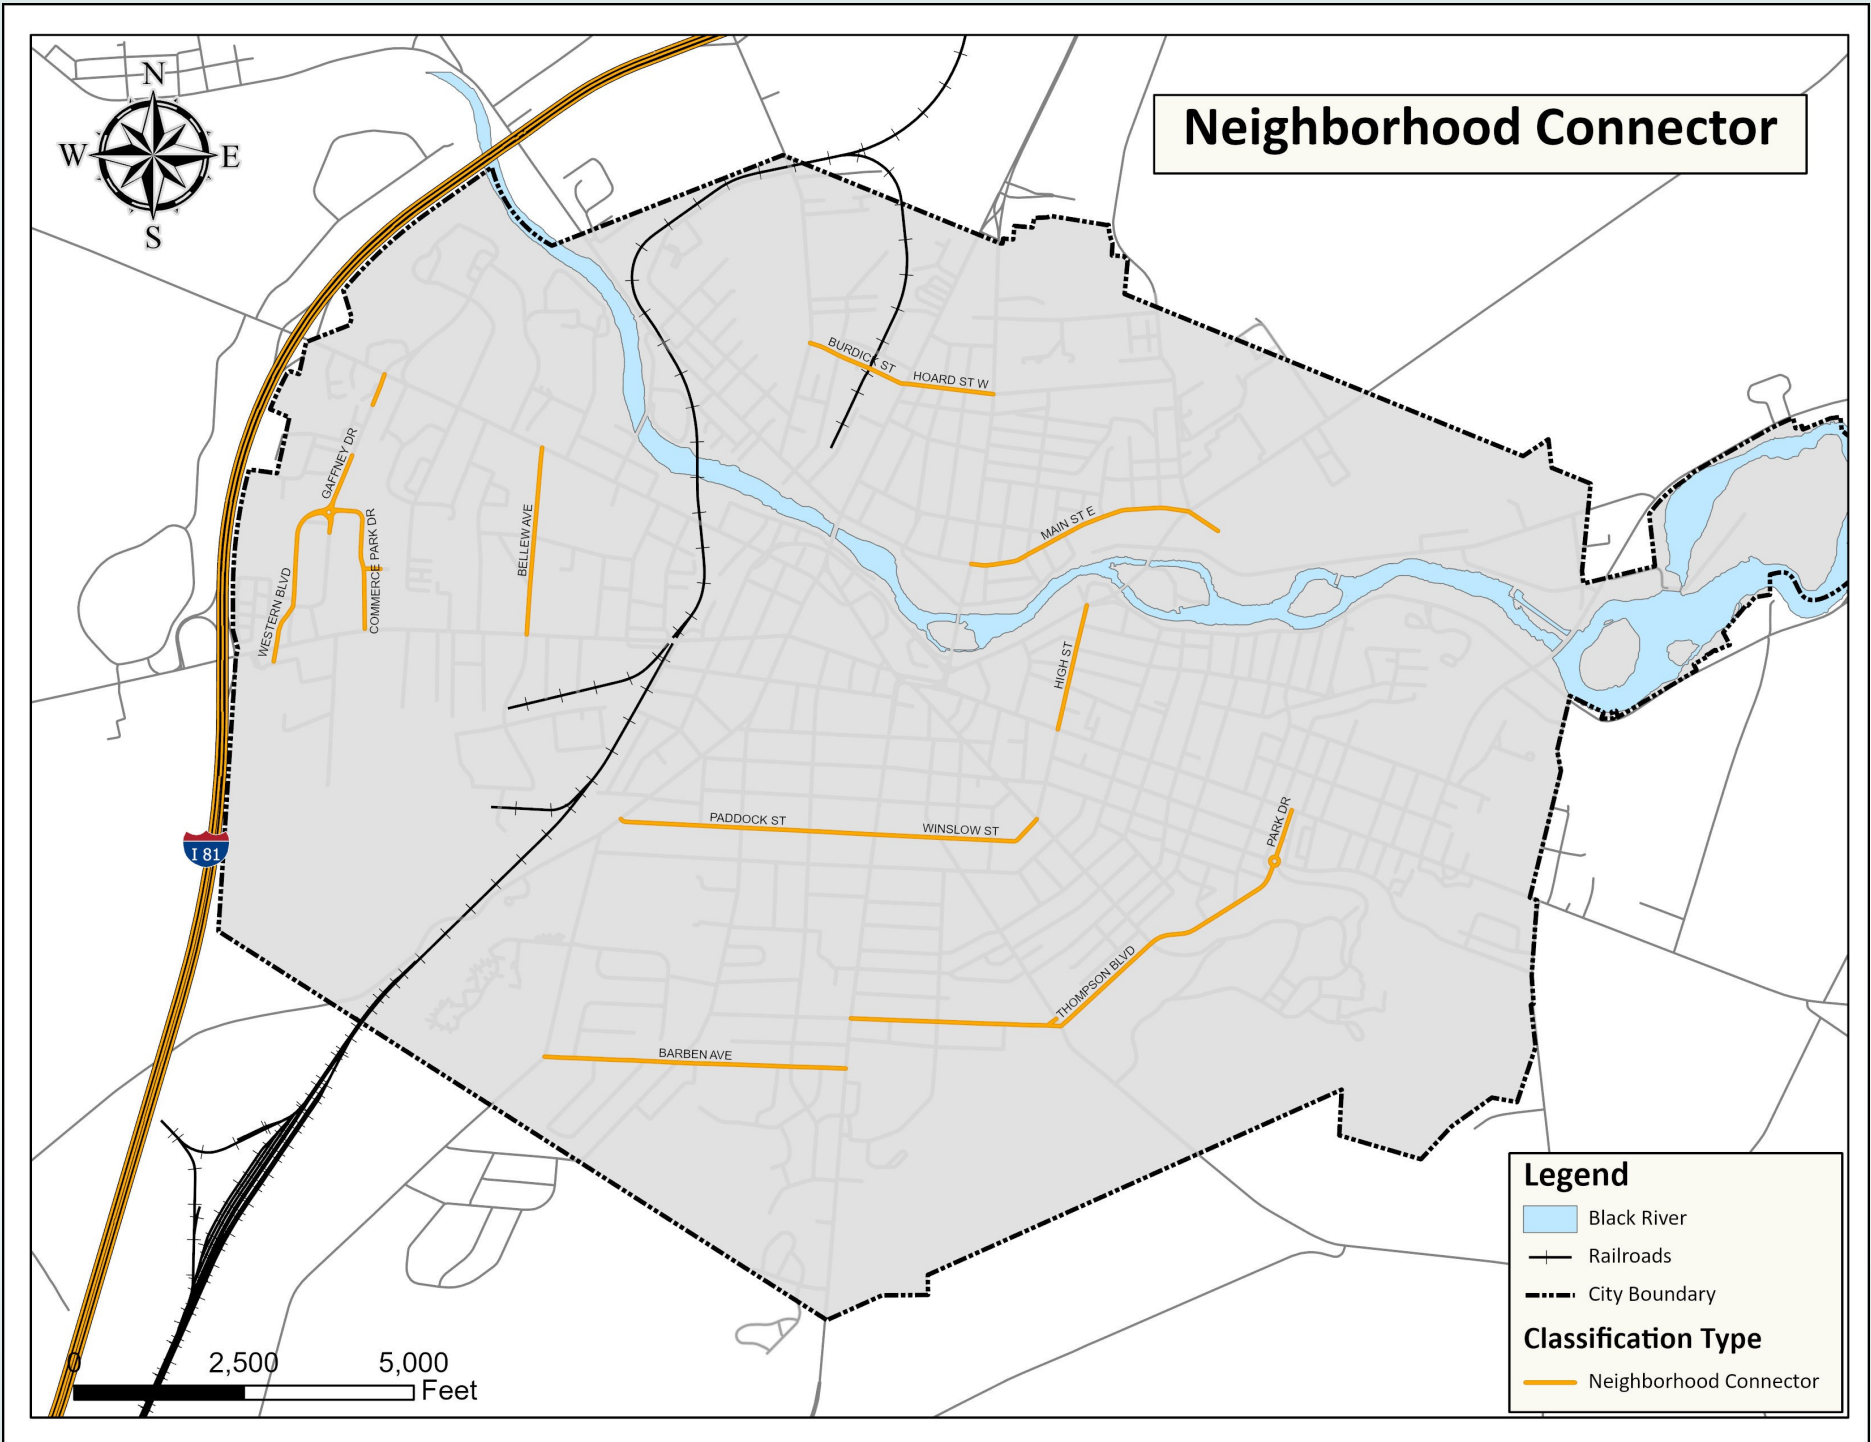 Neighborhood Connector
N
W E
S
BURDICK ST
HOARD ST W
GAFFNEY DR
COMMERCE PARK DR
WESTERN BLVD
BELLEW AVE
MAIN ST E
HIGH ST
PADDOCK ST
WINSLOW ST
PARK DR
I 81
THOMPSON BLVD
BARBEN AVE
Legend
Black River
Railroads
City Boundary
Classification Type
Neighborhood Connector
0 2,500 5,000
Feet